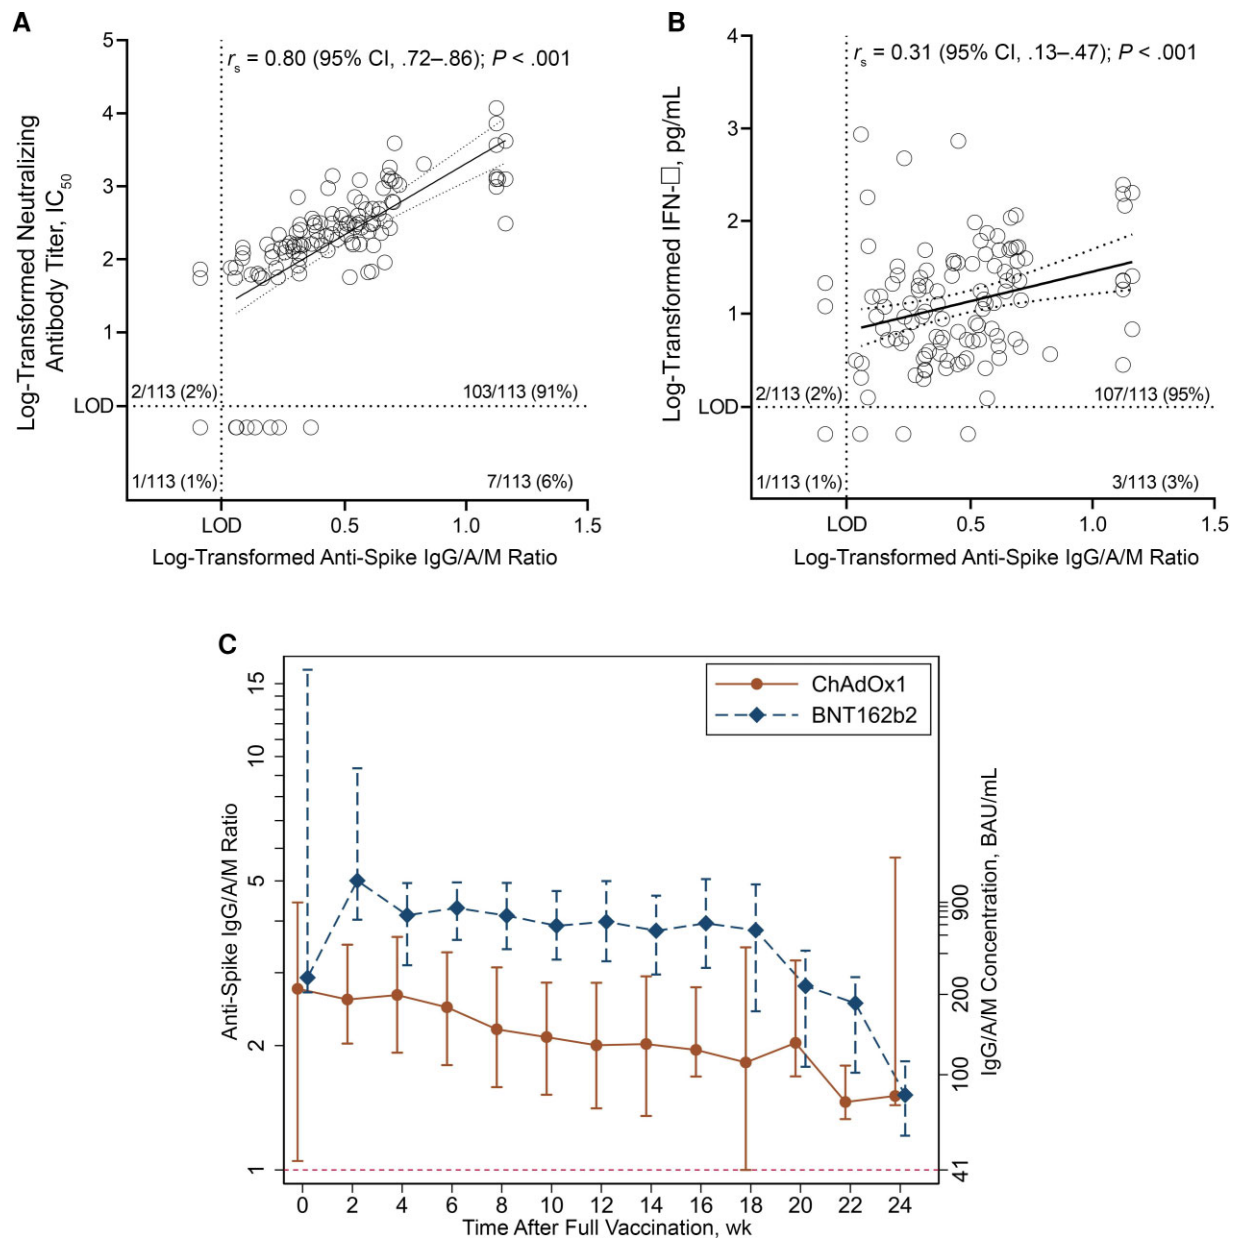 A
r_s = 0.80 (95% CI, .72–.86); P < .001
Log-Transformed Neutralizing
Antibody Titer, IC_50
5
4
3
2
1
LOD
2/113 (2%)
103/113 (91%)
1/113 (1%)
7/113 (6%)
LOD
0.5
1.0
1.5
Log-Transformed Anti-Spike IgG/A/M Ratio
B
r_s = 0.31 (95% CI, .13–.47); P < .001
Log-Transformed IFN-□, pg/mL
4
3
2
1
LOD
2/113 (2%)
107/113 (95%)
1/113 (1%)
3/113 (3%)
LOD
0.5
1.0
1.5
Log-Transformed Anti-Spike IgG/A/M Ratio
C
ChAdOx1
BNT162b2
Anti-Spike IgG/A/M Ratio
15
10
5
2
1
IgG/A/M Concentration, BAU/mL
900
200
100
41
0 2 4 6 8 10 12 14 16 18 20 22 24
Time After Full Vaccination, wk